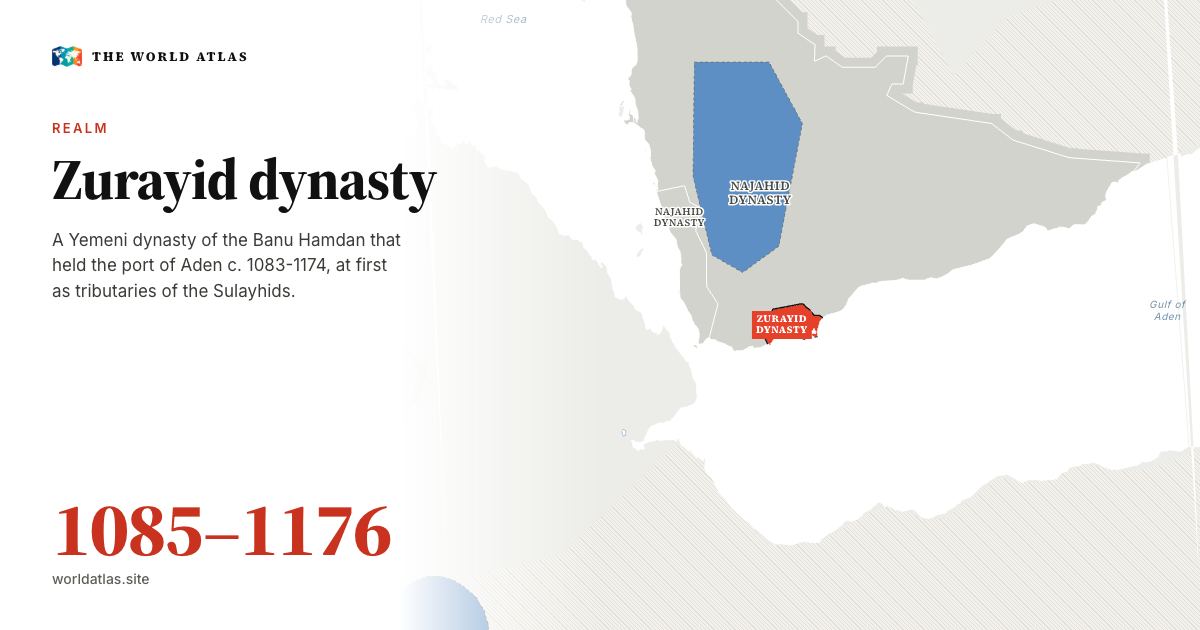 THE WORLD ATLAS
REALM
Zurayid dynasty
A Yemeni dynasty of the Banu Hamdan that
held the port of Aden c. 1083-1174, at first
as tributaries of the Sulayhids.
1085–1176
worldatlas.site
Red Sea
NAJAHID
DYNASTY
NAJAHID
DYNASTY
ZURAYID
DYNASTY
Gulf of
Aden